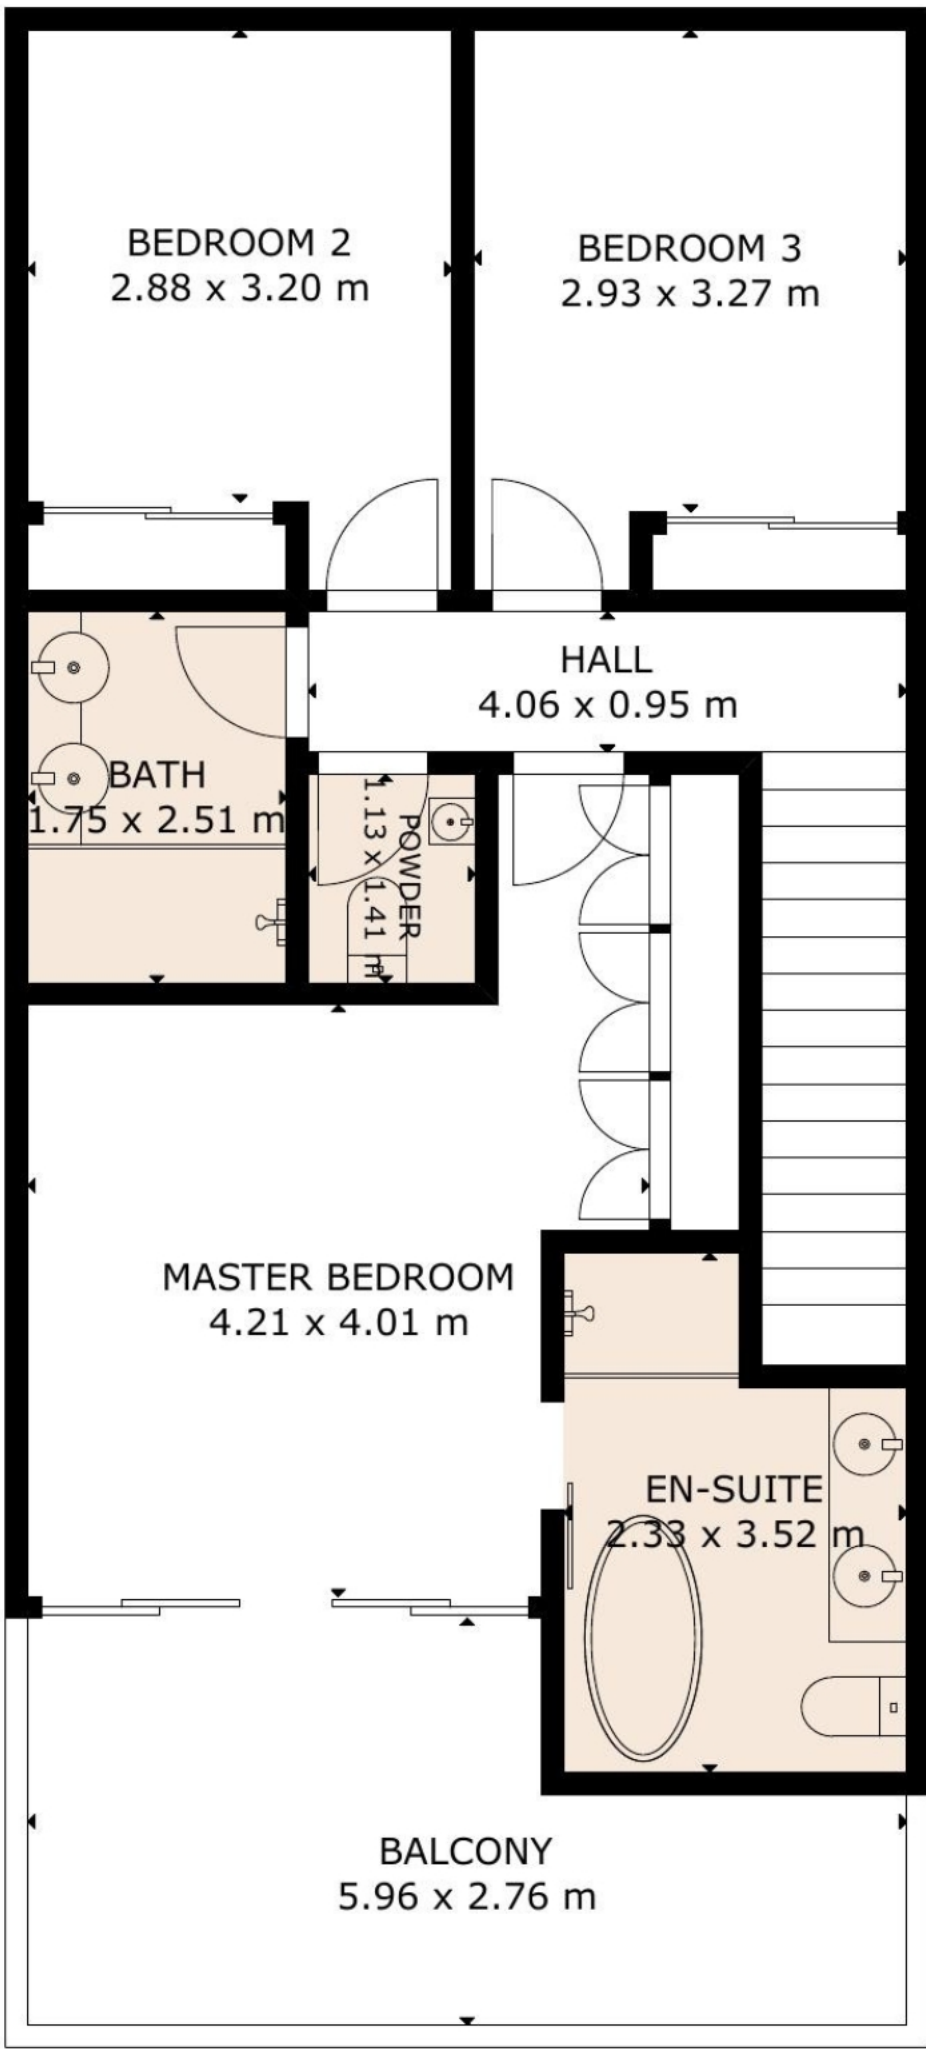 BEDROOM 2
2.88 x 3.20 m
BEDROOM 3
2.93 x 3.27 m
HALL
4.06 x 0.95 m
BATH
1.75 x 2.51 m
POWDER
1.13 x 1.41 m
MASTER BEDROOM
4.21 x 4.01 m
EN-SUITE
2.33 x 3.52 m
BALCONY
5.96 x 2.76 m